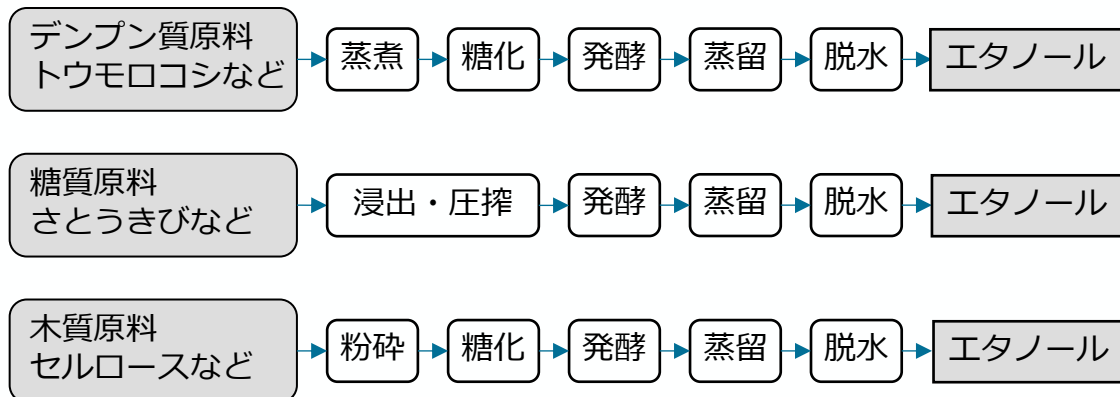 デンプン質原料
トウモロコシなど
蒸煮
糖化
発酵
蒸留
脱水
エタノール
糖質原料
さとうきびなど
浸出・圧搾
発酵
蒸留
脱水
エタノール
木質原料
セルロースなど
粉砕
糖化
発酵
蒸留
脱水
エタノール